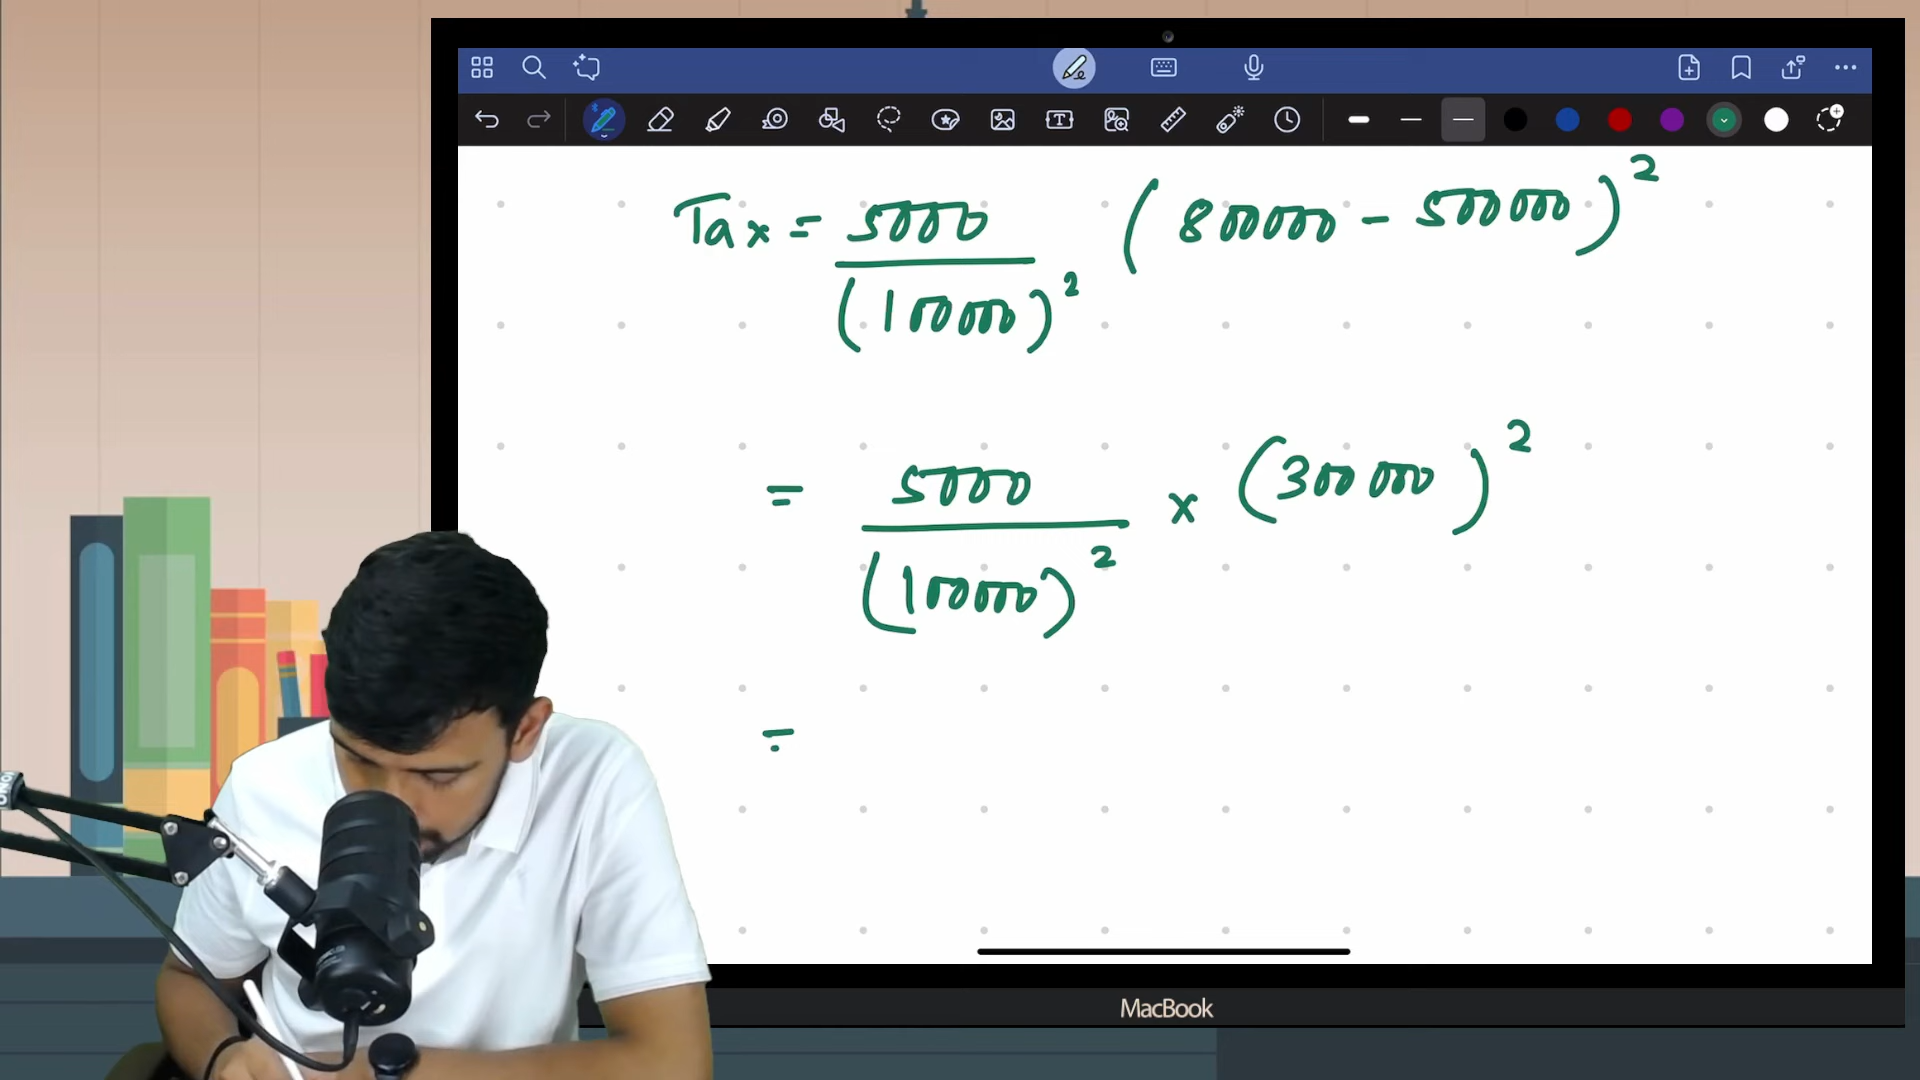 Tax = 5000 / (100000)² (800000 - 500000)²
= 5000 / (100000)² x (300000)²
=
MacBook